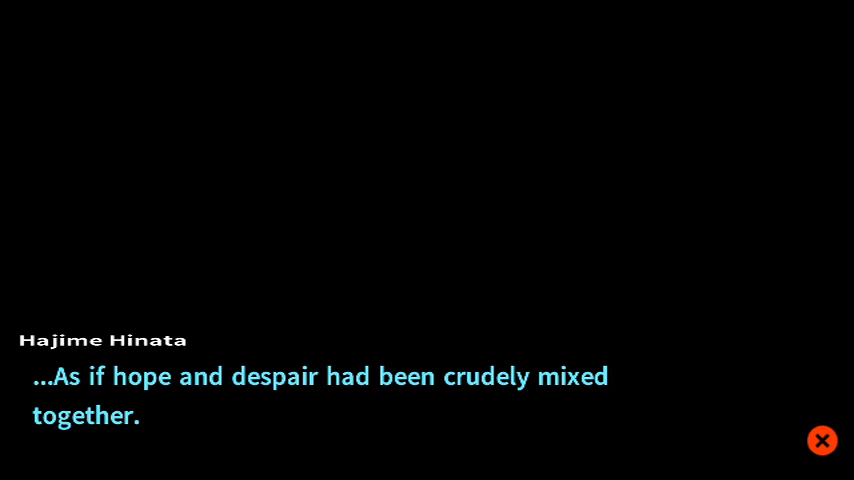 Hajime Hinata
...As if hope and despair had been crudely mixed
together.